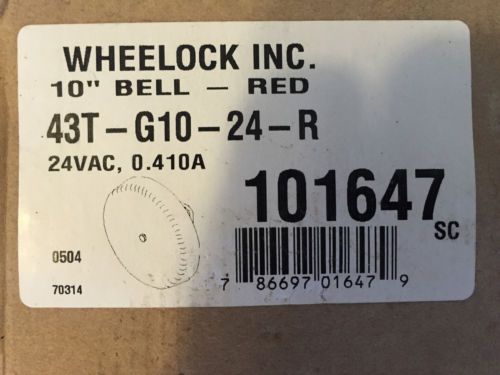 WHEELOCK INC.
10" BELL - RED
43T-G10-24-R
24VAC, 0.410A
101647
SC
0504
70314
7 86697 01647 9